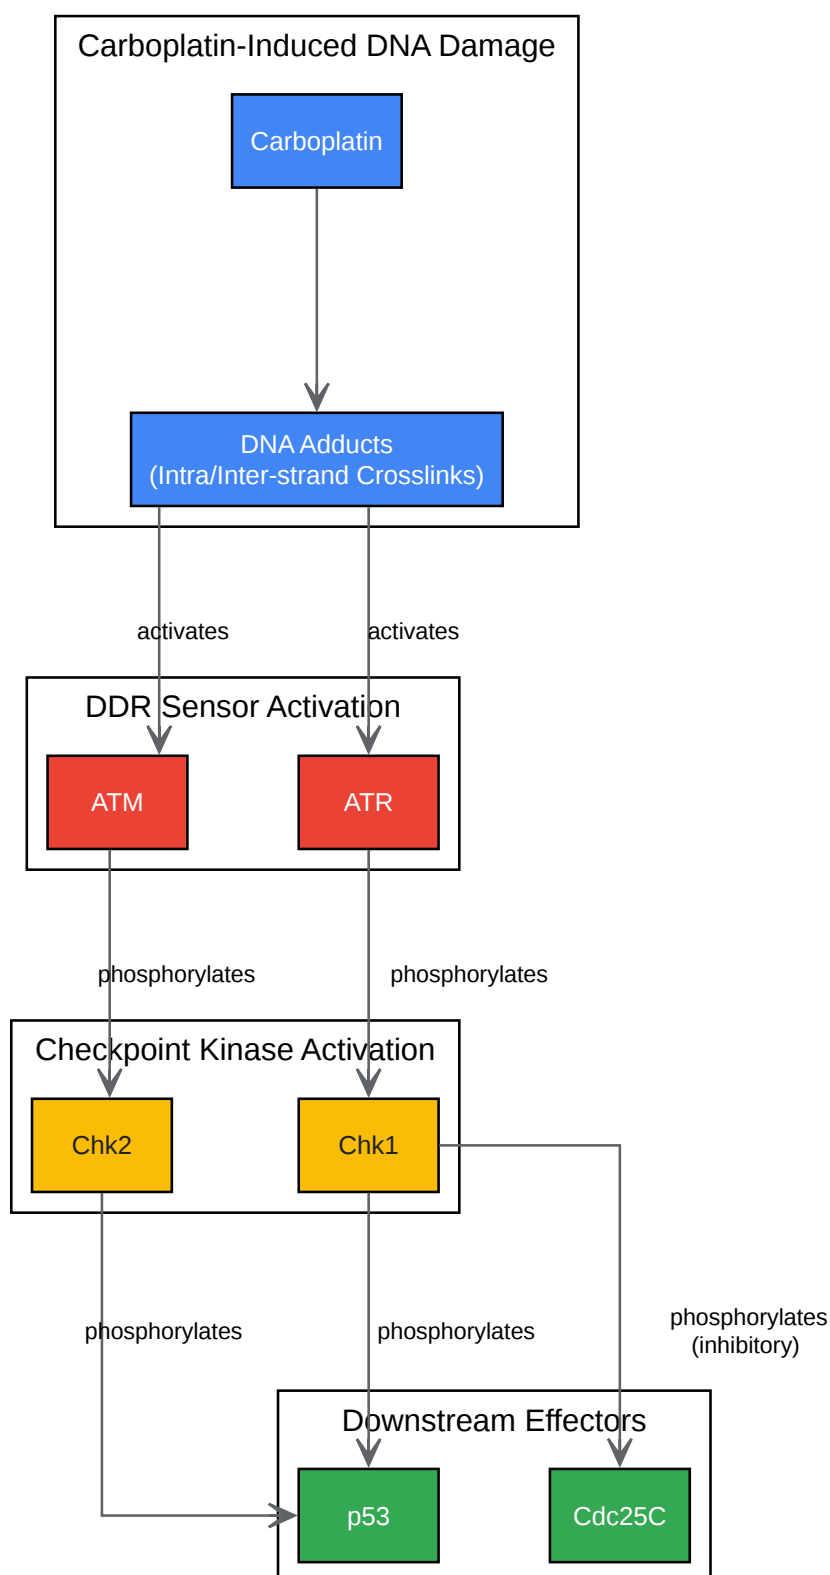 Carboplatin-Induced DNA Damage
Carboplatin
DNA Adducts
(Intra/Inter-strand Crosslinks)
activates
activates
DDR Sensor Activation
ATM
ATR
phosphorylates
phosphorylates
Checkpoint Kinase Activation
Chk2
Chk1
phosphorylates
phosphorylates
phosphorylates
(inhibitory)
Downstream Effectors
p53
Cdc25C